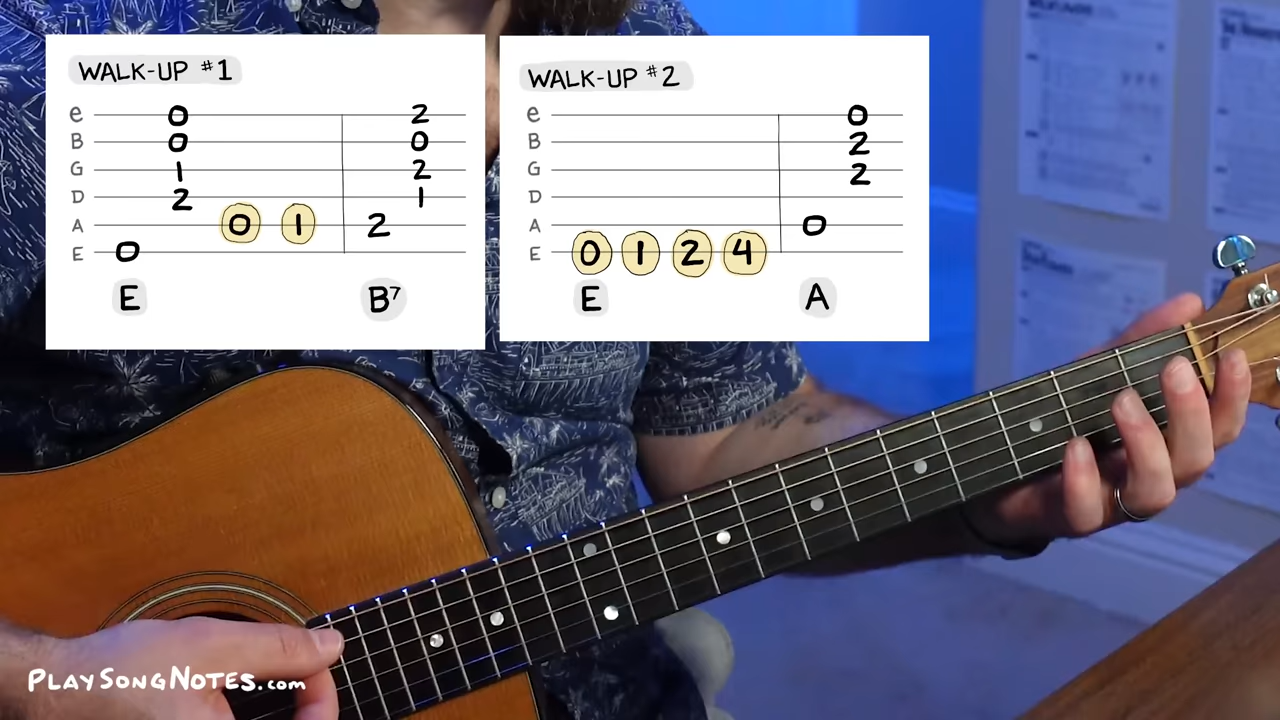 WALK-UP #1
e 0 2
B 0 0
G 1 2
D 2 1
A 0 1 2
E 0
E B7
WALK-UP #2
e 0
B 2
G 2
D
A 0
E 0 1 2 4
E A
PLAYSONGNOTES.COM